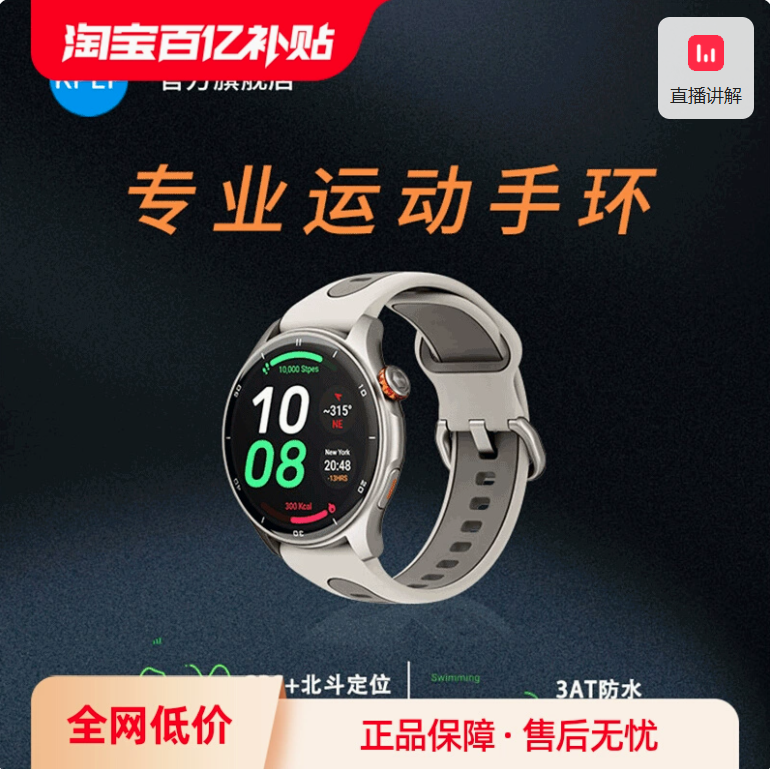 淘宝百亿补贴
直播讲解
官方旗舰店
专业运动手环
10,000 Stpes
10
08
~315°
NE
New York
20:48
-13HRS
300 Kcal
+北斗定位
Swimming
3AT防水
全网低价
正品保障·售后无忧